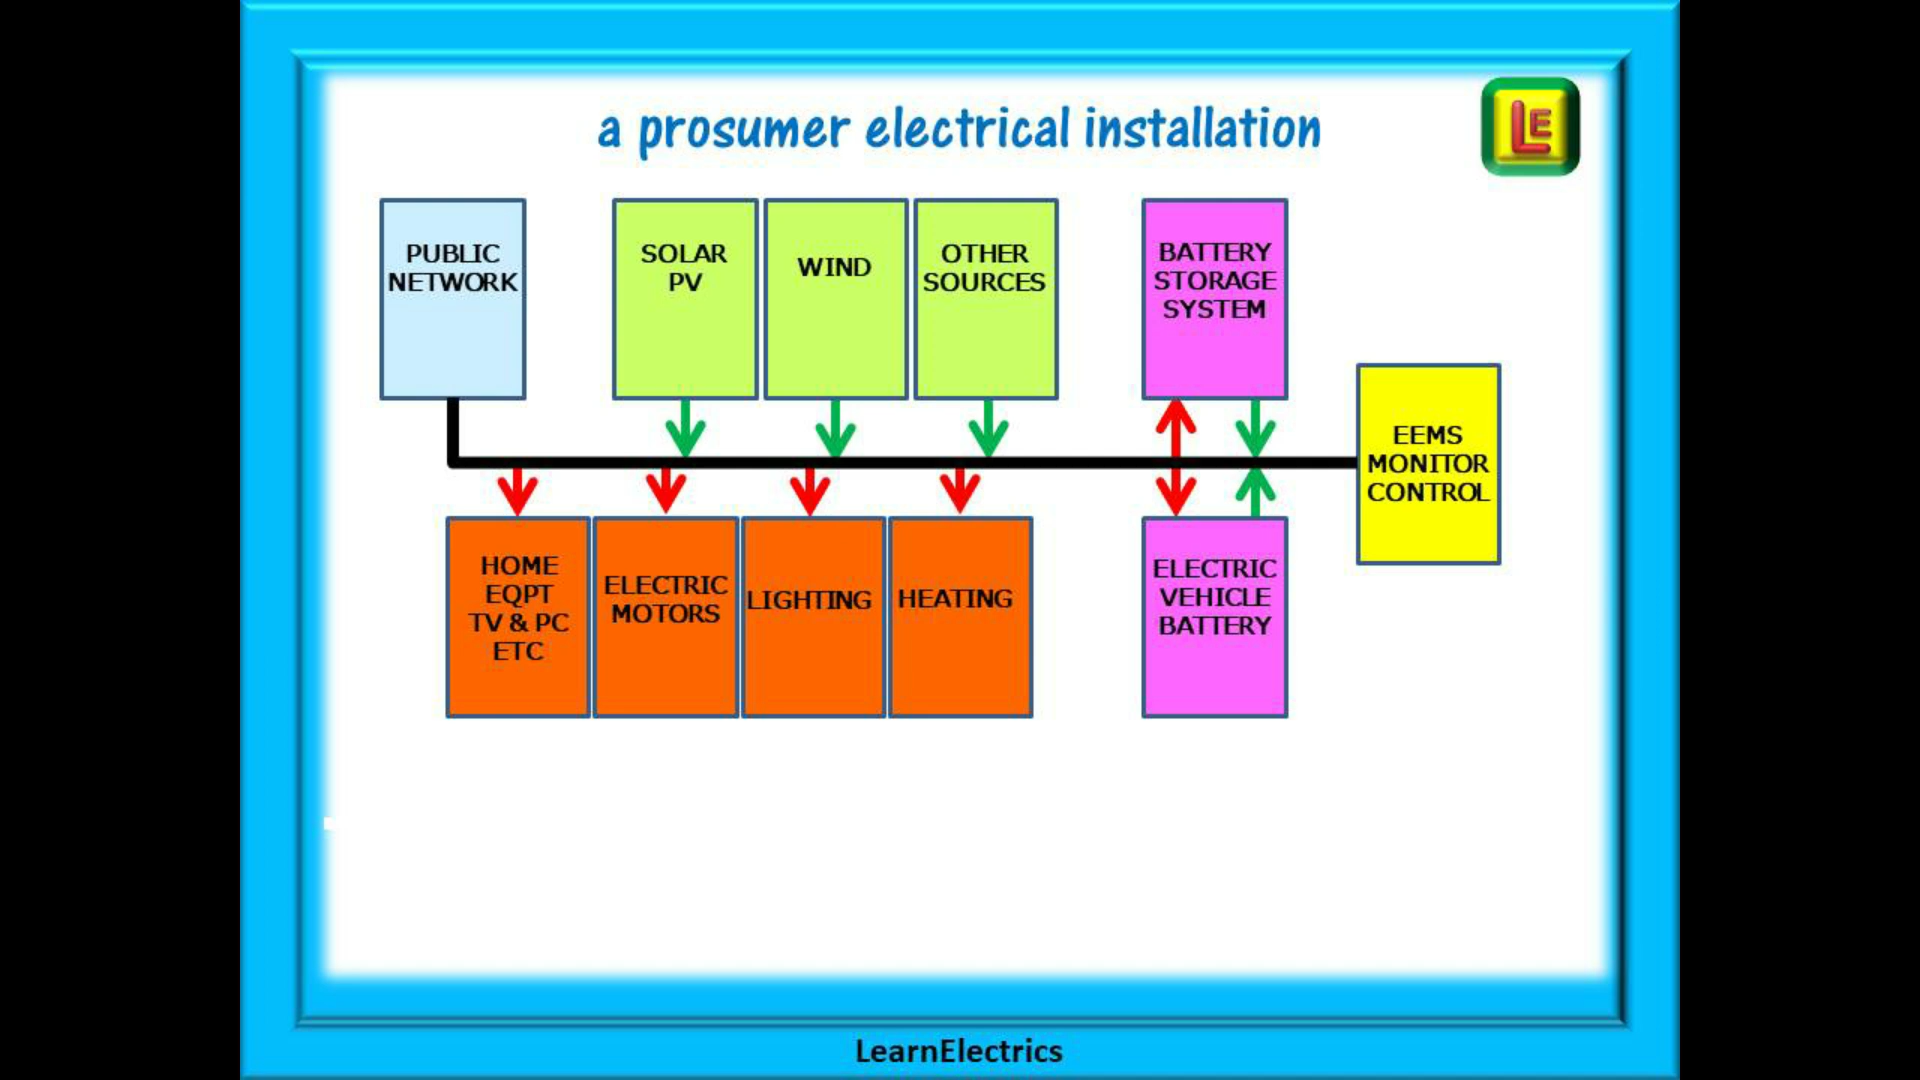 a prosumer electrical installation
LE
PUBLIC
NETWORK
SOLAR
PV
WIND
OTHER
SOURCES
BATTERY
STORAGE
SYSTEM
EEMS
MONITOR
CONTROL
HOME
EQPT
TV & PC
ETC
ELECTRIC
MOTORS
LIGHTING
HEATING
ELECTRIC
VEHICLE
BATTERY
LearnElectrics